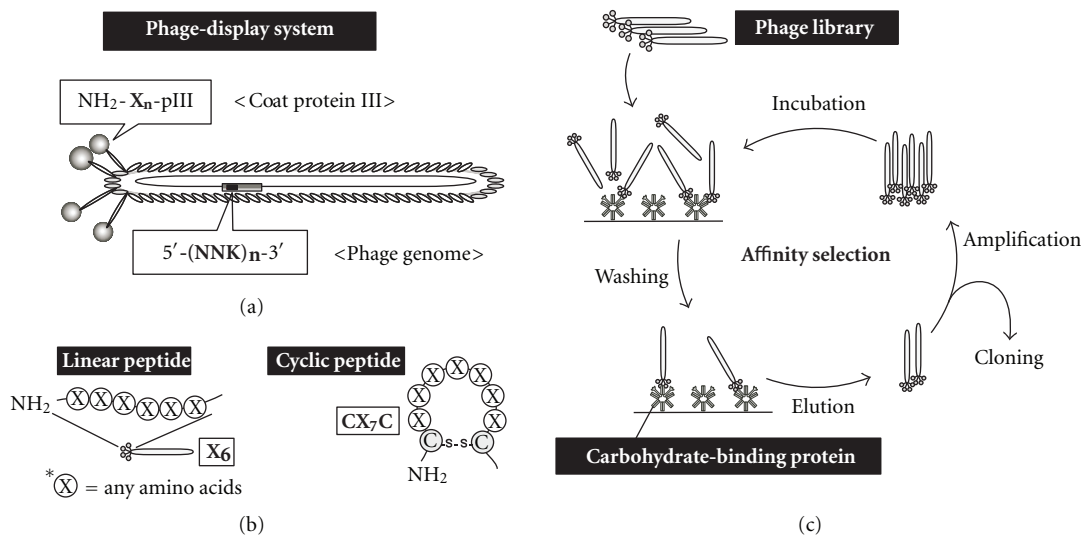 Phage-display system
NH₂-Xₙ-pIII
<Coat protein III>
5′-(NNK)n-3′
<Phage genome>
(a)
Linear peptide
NH₂
X X X X X X
X₆
*X = any amino acids
Cyclic peptide
X X X X X X X
CX₇C
C-s-s-C
NH₂
(b)
Phage library
Incubation
Amplification
Affinity selection
Washing
Cloning
Elution
Carbohydrate-binding protein
(c)